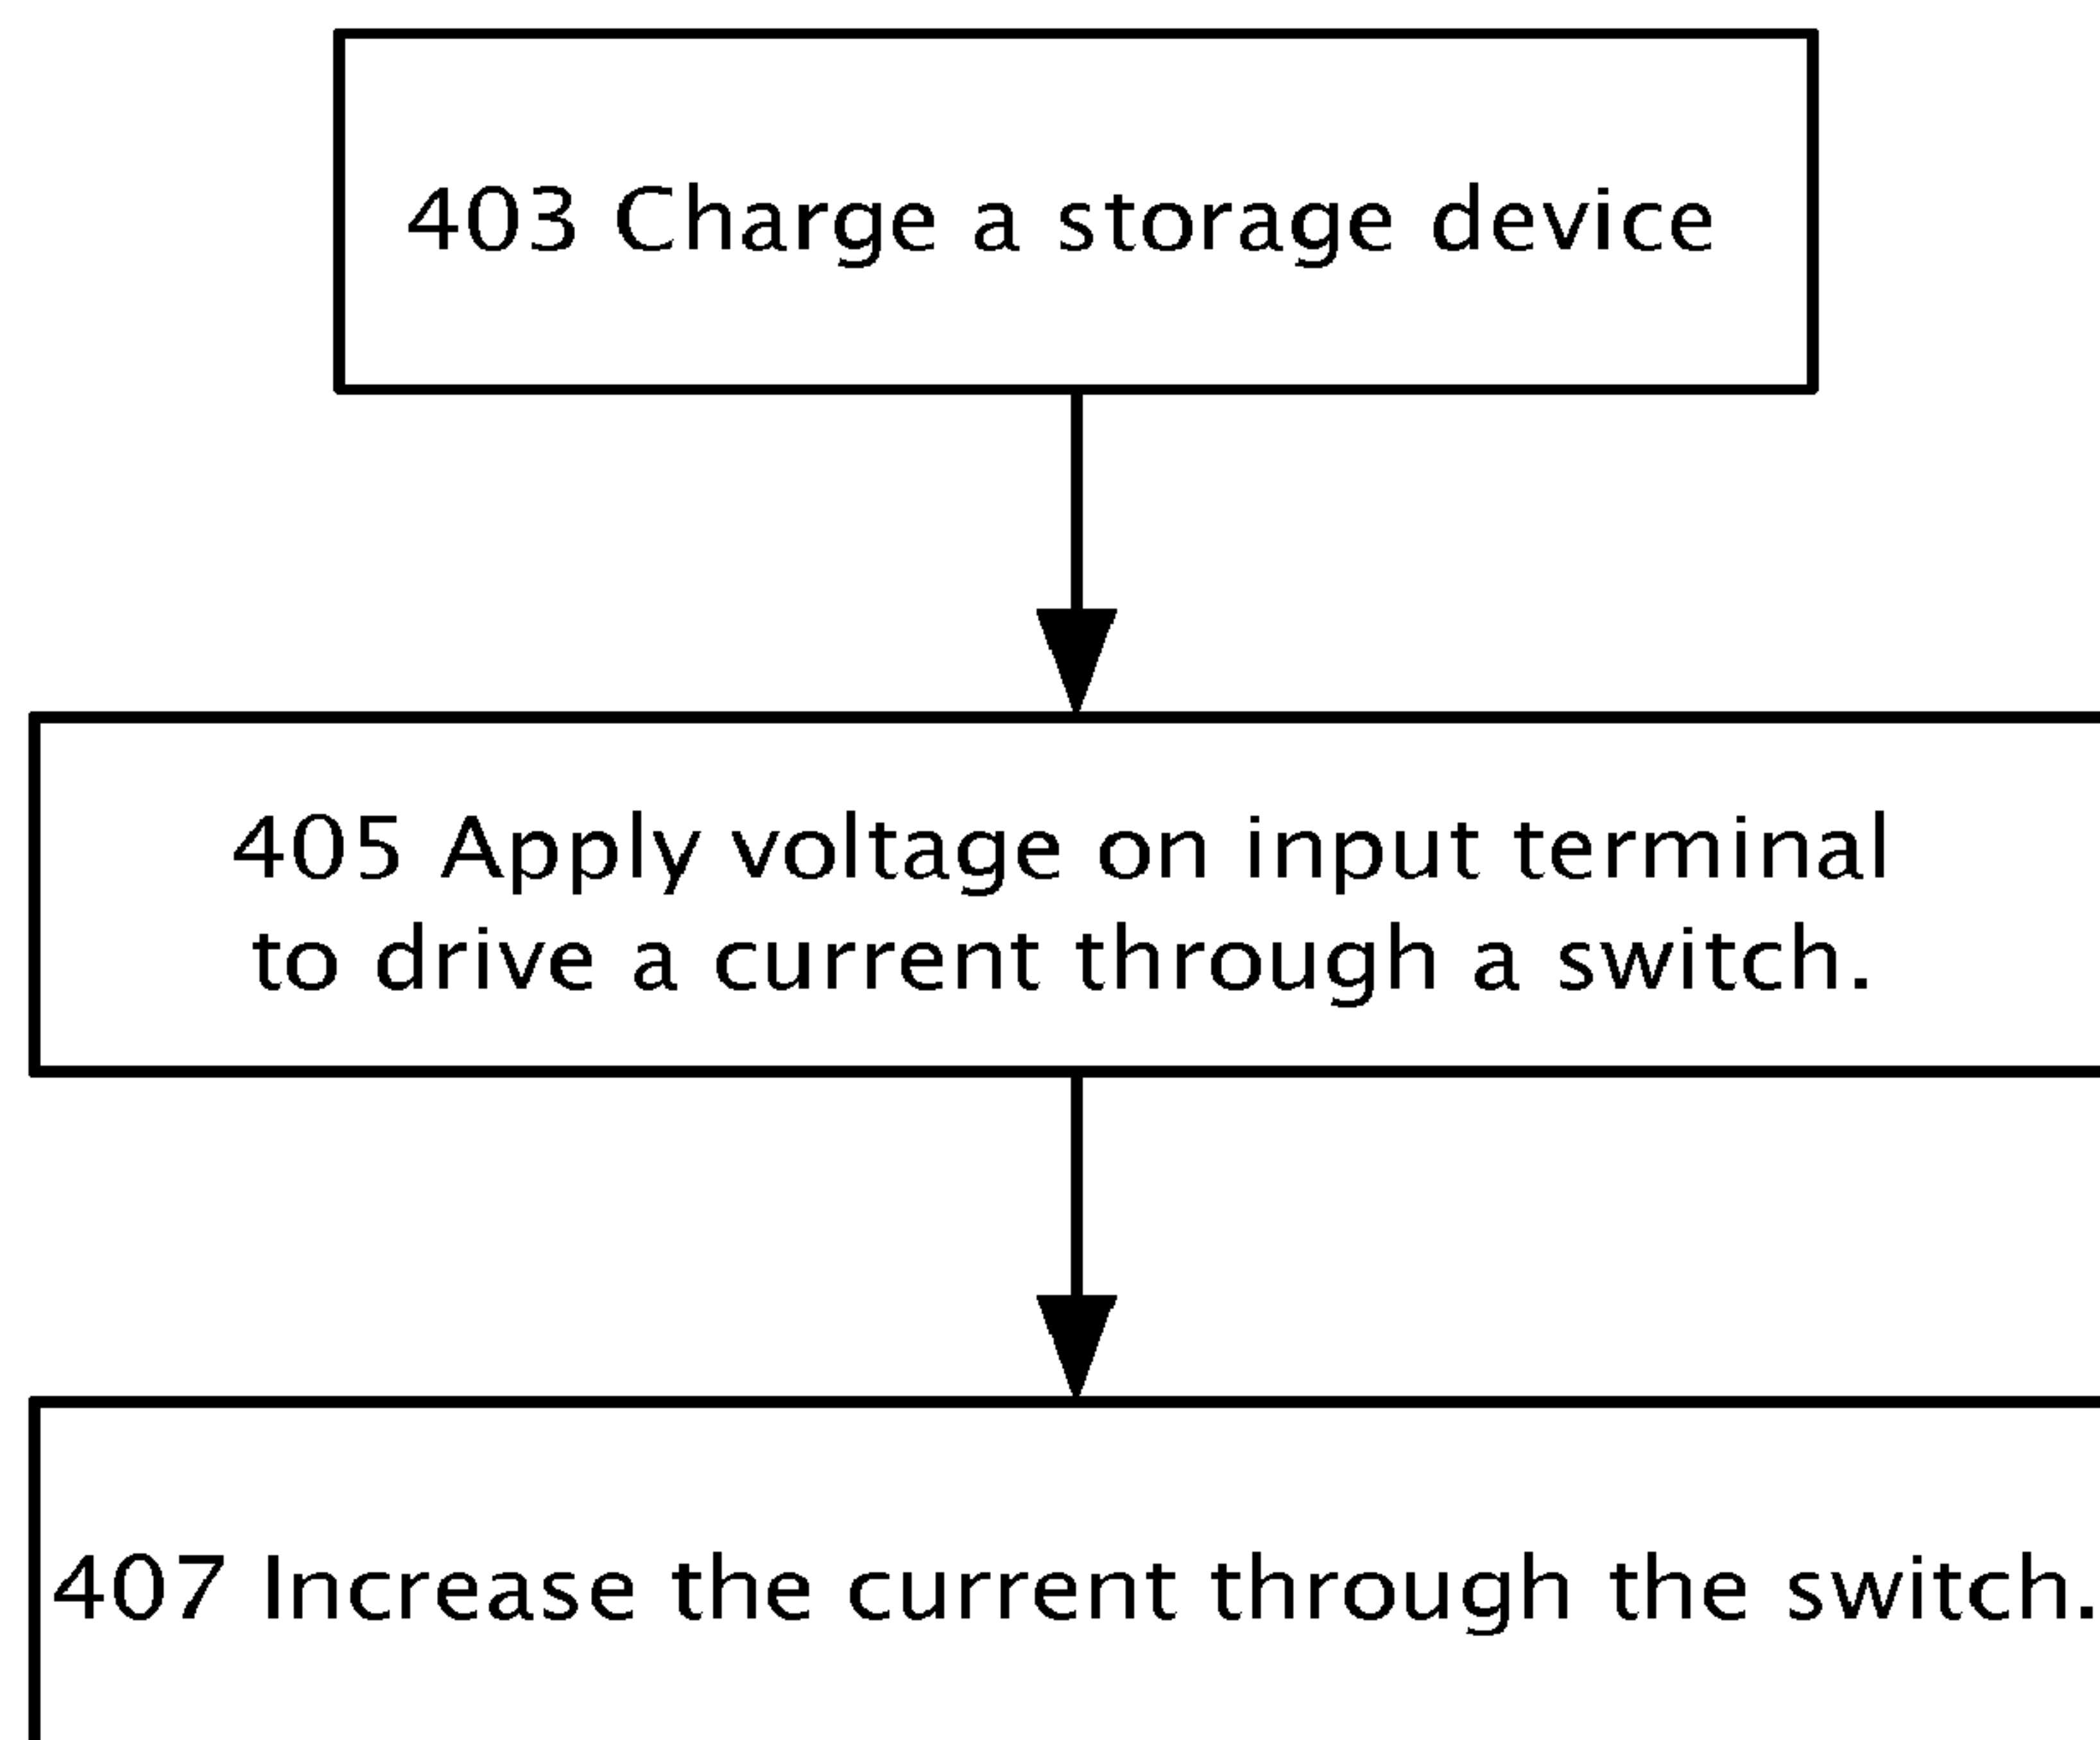 403 Charge a storage device
405 Apply voltage on input terminal
to drive a current through a switch.
407 Increase the current through the switch.